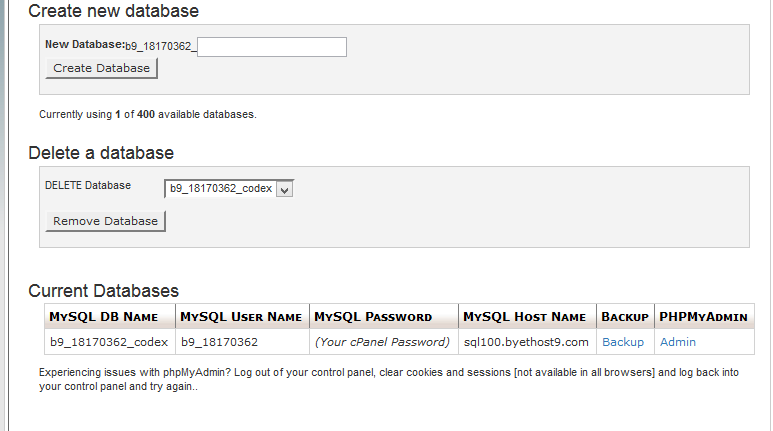 Create new database
New Database:b9_18170362_
Create Database
Currently using 1 of 400 available databases.
Delete a database
DELETE Database b9_18170362_codex
Remove Database
Current Databases
MySQL DB Name MySQL User Name MySQL Password MySQL Host Name Backup PHPMyAdmin
b9_18170362_codex b9_18170362 (Your cPanel Password) sql100.byethost9.com Backup Admin
Experiencing issues with phpMyAdmin? Log out of your control panel, clear cookies and sessions [not available in all browsers] and log back into
your control panel and try again..